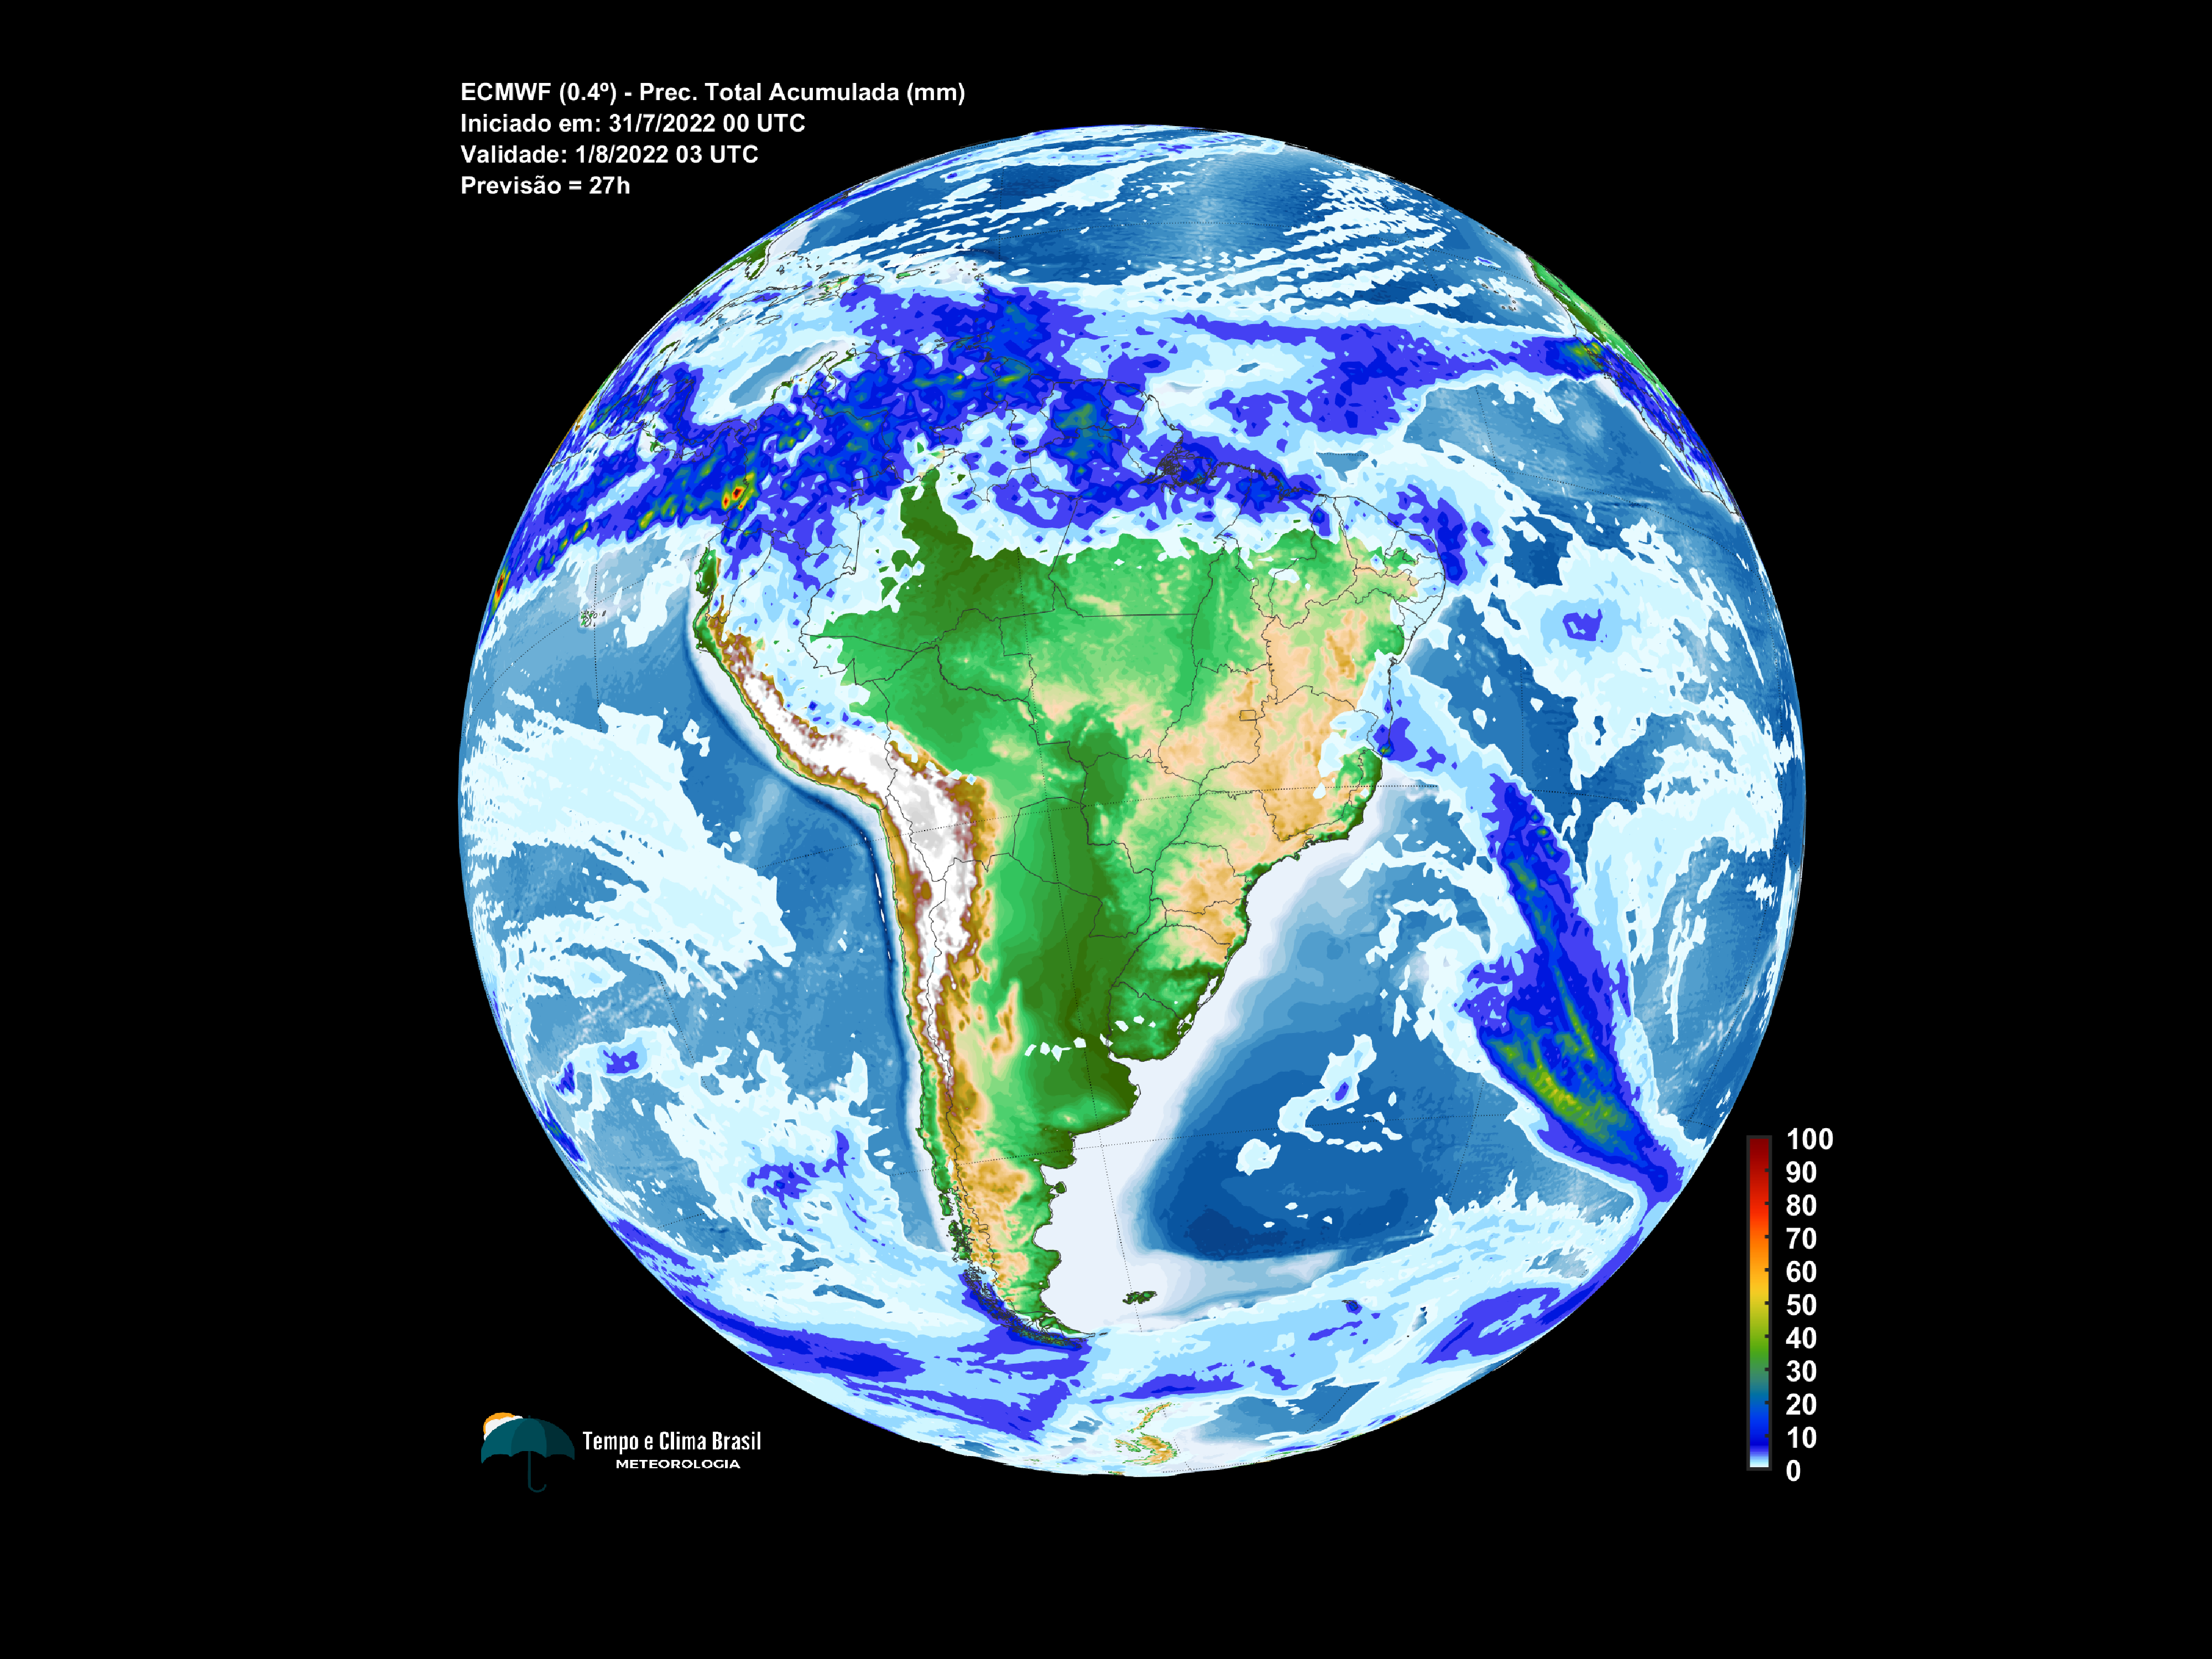 ECMWF (0.4º) - Prec. Total Acumulada (mm)
Iniciado em: 31/7/2022 00 UTC
Validade: 1/8/2022 03 UTC
Previsão = 27h
100
90
80
70
60
50
40
30
20
10
0
Tempo e Clima Brasil
METEOROLOGIA